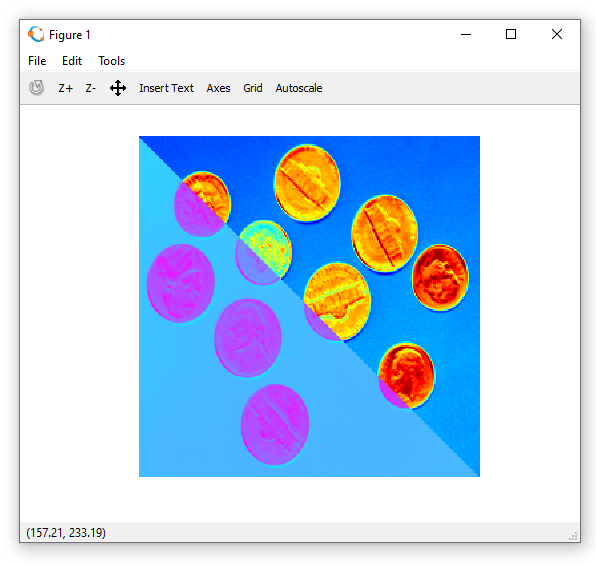 Figure 1
File Edit Tools
Z+ Z- Insert Text Axes Grid Autoscale
(157.21, 233.19)